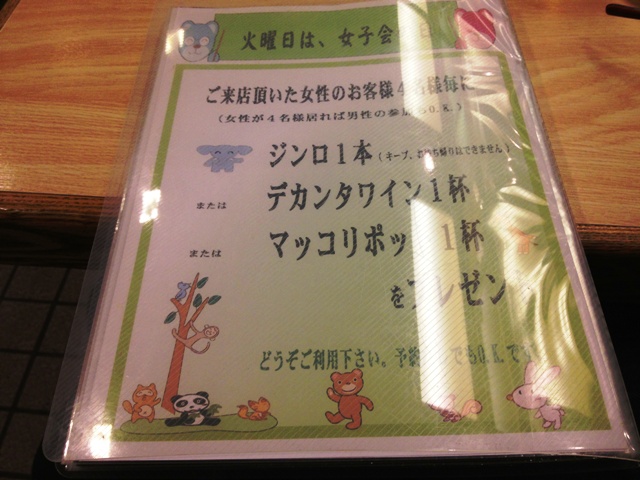 火曜日は、女子会 日
ご来店頂いた女性のお客様4名様毎に
(女性が4名様居れば男性の参加もO.K.)
ジンロ1本(キープ、お持ち帰りはできません)
または
デカンタワイン1杯
または
マッコリポット1杯
をプレゼント
どうぞご利用下さい。予約 でもO.K.です